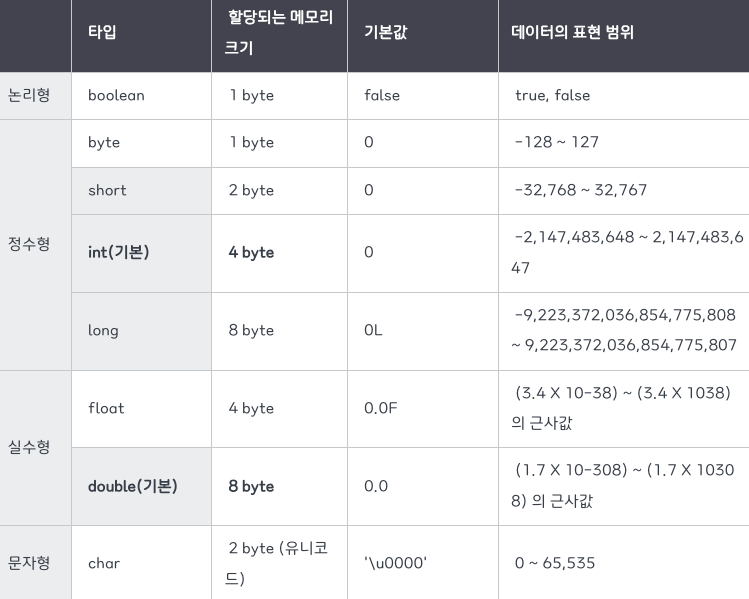 타입
할당되는 메모리
크기
기본값
데이터의 표현 범위
논리형
boolean
1 byte
false
true, false
정수형
byte
1 byte
0
-128 ~ 127
short
2 byte
0
-32,768 ~ 32,767
int(기본)
4 byte
0
-2,147,483,648 ~ 2,147,483,6
47
long
8 byte
0L
-9,223,372,036,854,775,808
~ 9,223,372,036,854,775,807
실수형
float
4 byte
0.0F
(3.4 X 10-38) ~ (3.4 X 1038)
의 근사값
double(기본)
8 byte
0.0
(1.7 X 10-308) ~ (1.7 X 1030
8) 의 근사값
문자형
char
2 byte (유니코
드)
'\u0000'
0 ~ 65,535